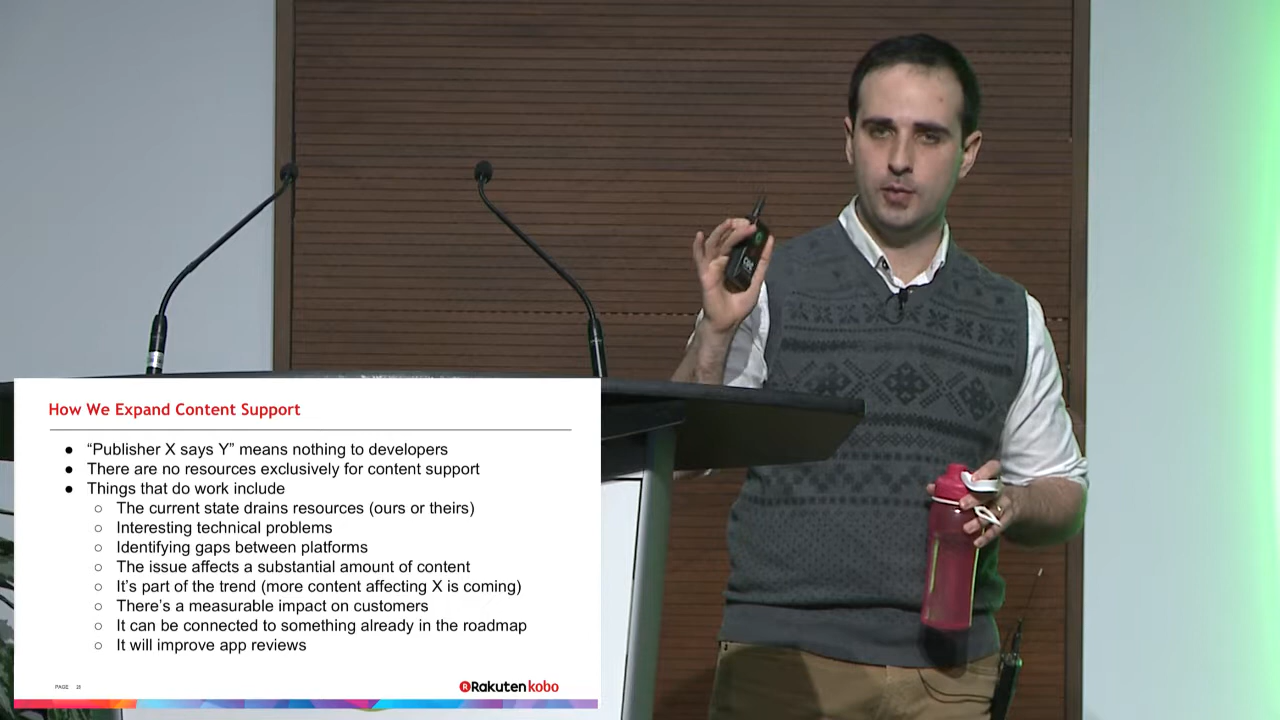 How We Expand Content Support
● “Publisher X says Y” means nothing to developers
● There are no resources exclusively for content support
● Things that do work include
○ The current state drains resources (ours or theirs)
○ Interesting technical problems
○ Identifying gaps between platforms
○ The issue affects a substantial amount of content
○ It’s part of the trend (more content affecting X is coming)
○ There’s a measurable impact on customers
○ It can be connected to something already in the roadmap
○ It will improve app reviews
PAGE
Rakuten kobo